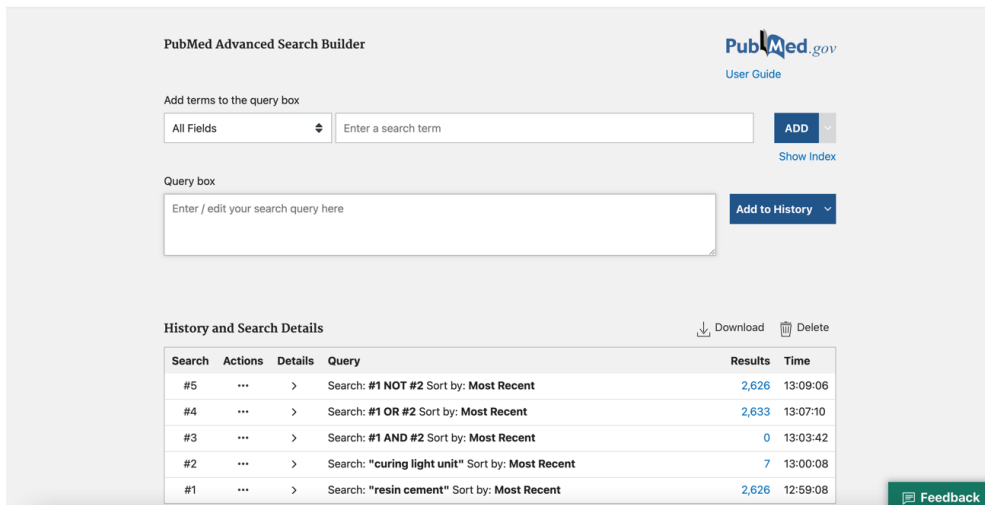 PubMed Advanced Search Builder
PubMed.gov
User Guide
Add terms to the query box
All Fields
Enter a search term
ADD
Show Index
Query box
Enter / edit your search query here
Add to History
History and Search Details
Download
Delete
Search Actions Details Query Results Time
#5 ... > Search: #1 NOT #2 Sort by: Most Recent 2,626 13:09:06
#4 ... > Search: #1 OR #2 Sort by: Most Recent 2,633 13:07:10
#3 ... > Search: #1 AND #2 Sort by: Most Recent 0 13:03:42
#2 ... > Search: "curing light unit" Sort by: Most Recent 7 13:00:08
#1 ... > Search: "resin cement" Sort by: Most Recent 2,626 12:59:08
Feedback